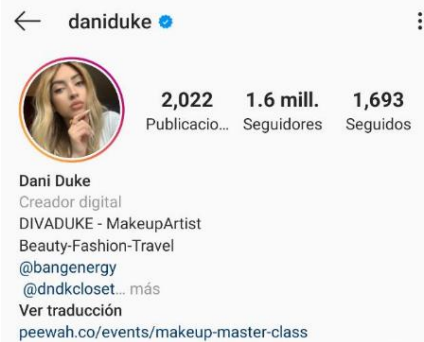 daniduke
2,022 1.6 mill. 1,693
Publicacio... Seguidores Seguidos
Dani Duke
Creador digital
DIVADUKE - MakeupArtist
Beauty-Fashion-Travel
@bangenergy
@dndkcloset... más
Ver traducción
peewah.co/events/makeup-master-class